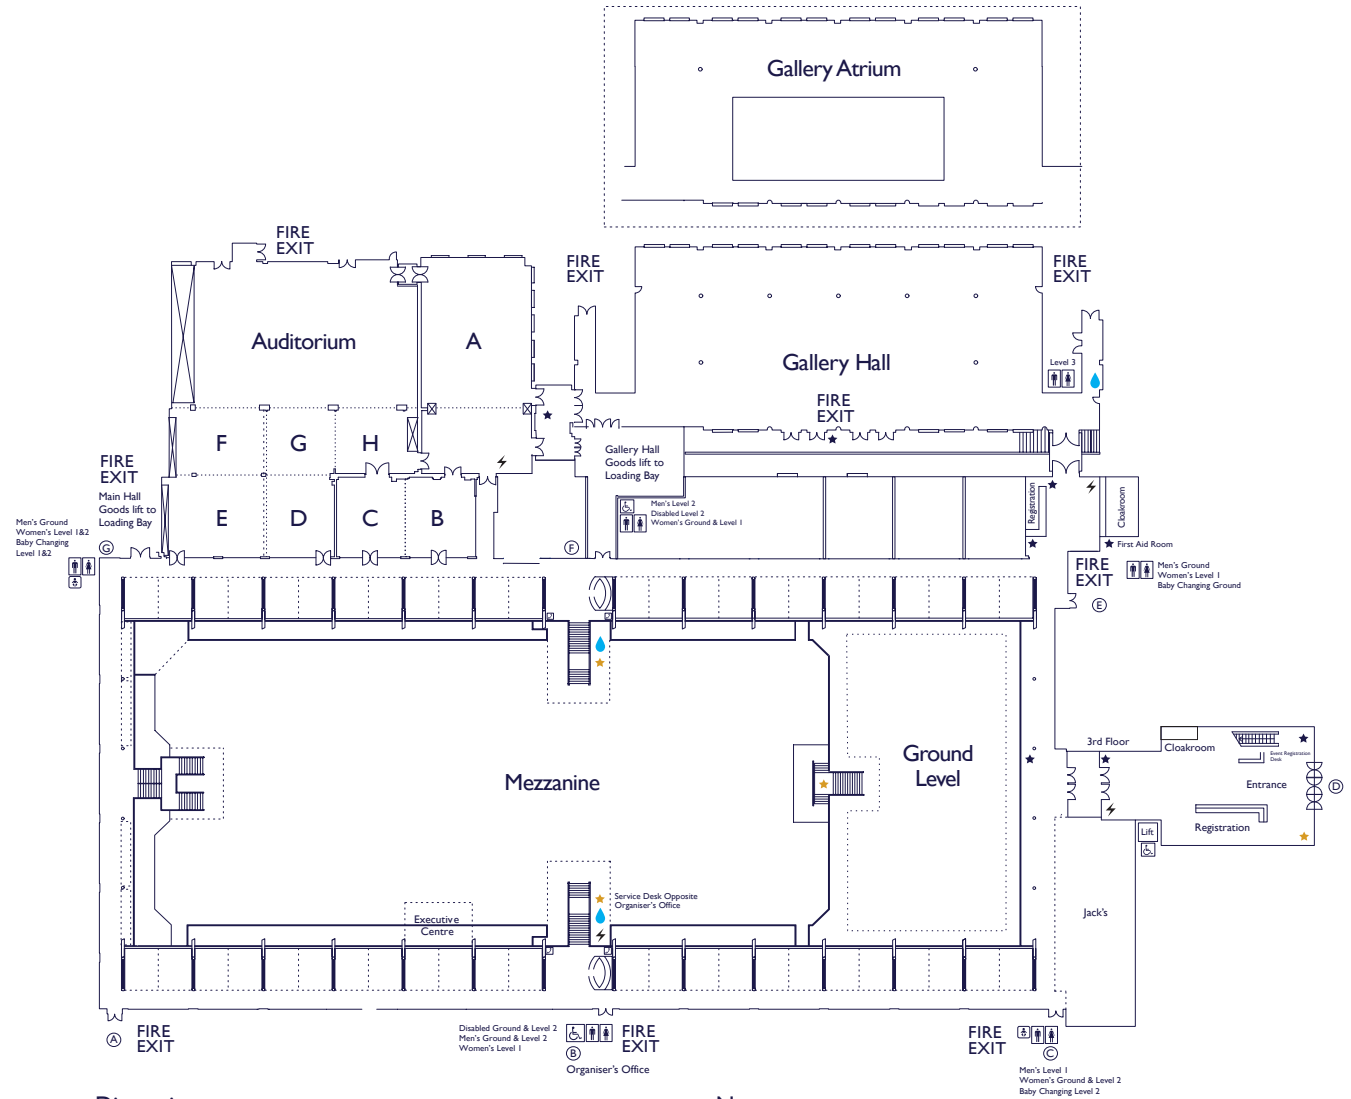 Gallery Atrium
FIRE
EXIT
FIRE
EXIT
FIRE
EXIT
Auditorium
A
Gallery Hall
Level 3
FIRE
EXIT
F
G
H
Gallery Hall
Goods lift to
Loading Bay
FIRE
EXIT
Main Hall
Goods lift to
Loading Bay
Men's Ground
Women's Level 1&2
Baby Changing
Level 1&2
G
E
D
C
B
F
Men's Level 2
Disabled Level 2
Women's Ground & Level 1
Registration
Cloakroom
First Aid Room
FIRE
EXIT
Men's Ground
Women's Level 1
Baby Changing Ground
E
Mezzanine
Ground
Level
3rd Floor
Cloakroom
Event Registration
Desk
Entrance
D
Registration
Lift
Jack's
Service Desk Opposite
Organiser's Office
Executive
Centre
A
FIRE
EXIT
Disabled Ground & Level 2
Men's Ground & Level 2
Women's Level 1
B
FIRE
EXIT
Organiser's Office
FIRE
EXIT
C
Men's Level 1
Women's Ground & Level 2
Baby Changing Level 2